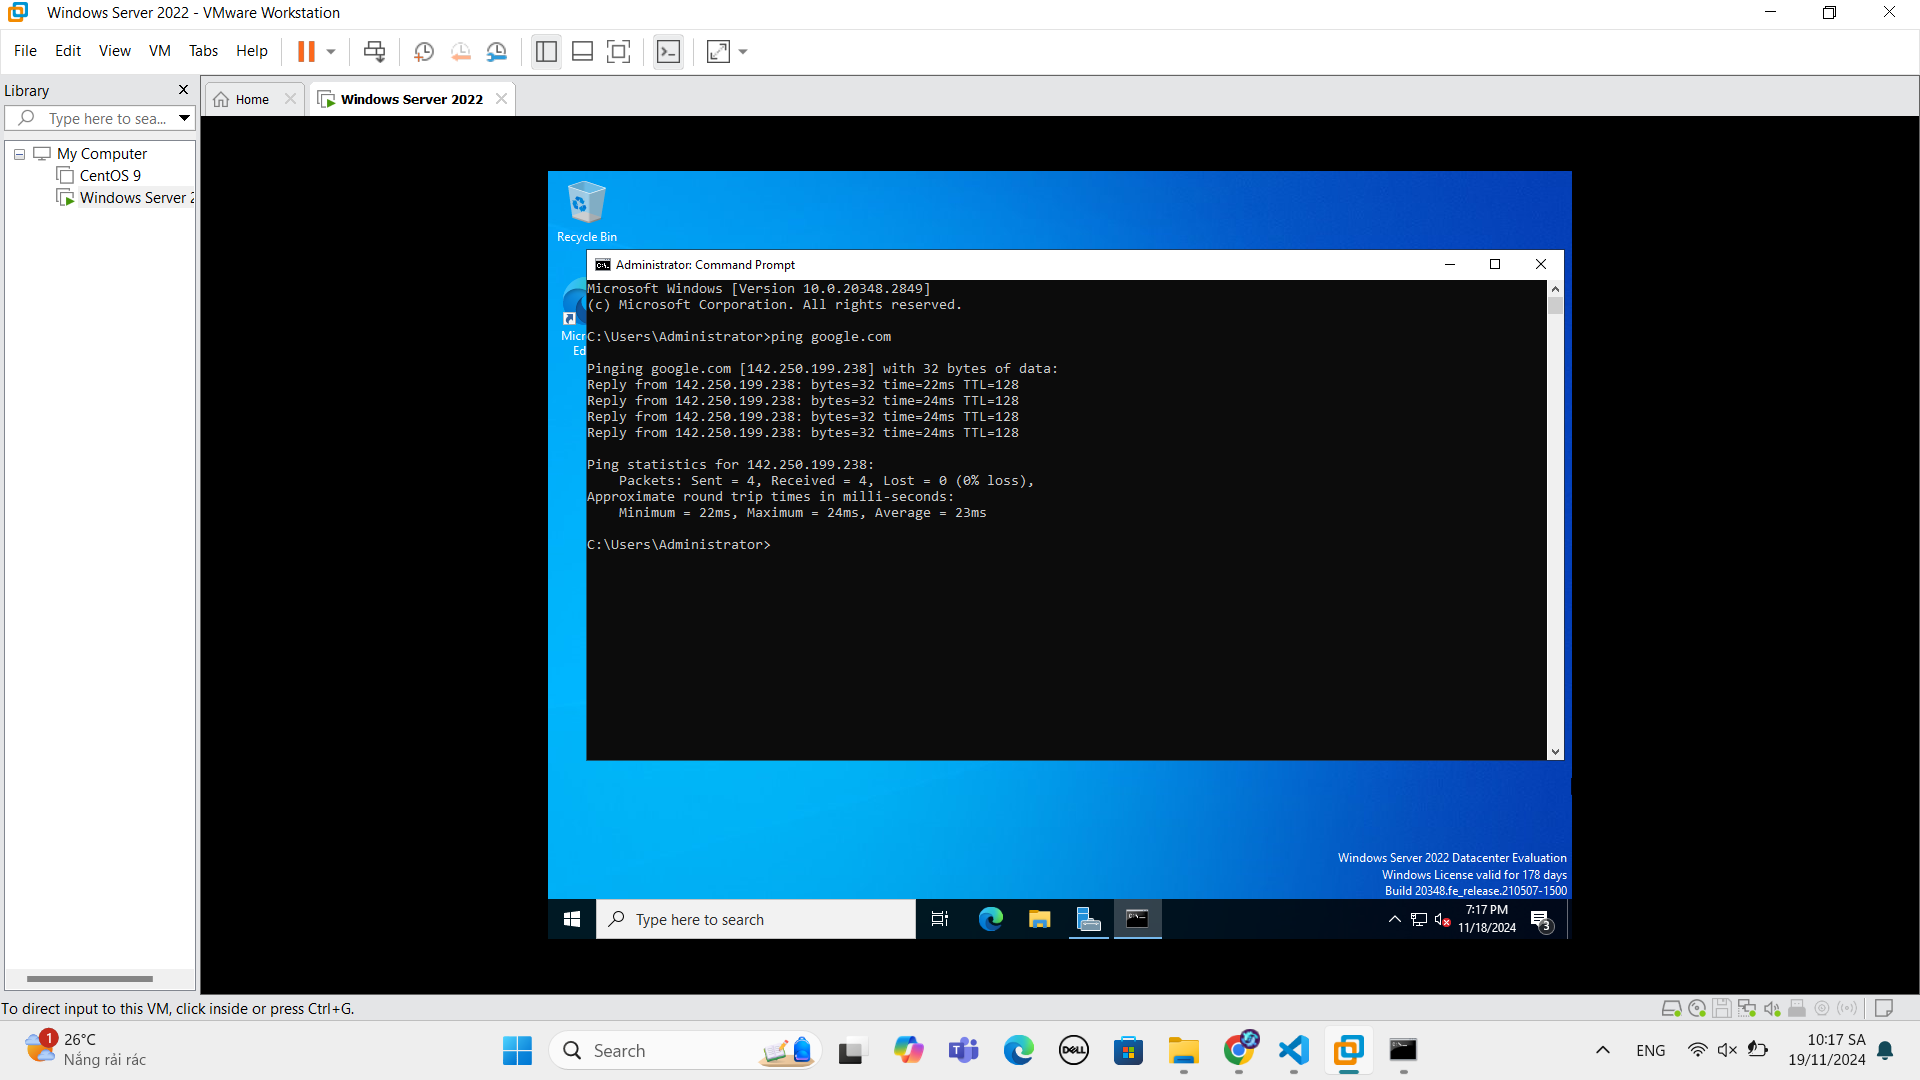 Windows Server 2022 - VMware Workstation
File Edit View VM Tabs Help
Library
Type here to sea...
Home
Windows Server 2022
My Computer
CentOS 9
Windows Server 2
Recycle Bin
Administrator: Command Prompt
Micr
Ed
Microsoft Windows [Version 10.0.20348.2849]
(c) Microsoft Corporation. All rights reserved.
C:\Users\Administrator>ping google.com
Pinging google.com [142.250.199.238] with 32 bytes of data:
Reply from 142.250.199.238: bytes=32 time=22ms TTL=128
Reply from 142.250.199.238: bytes=32 time=24ms TTL=128
Reply from 142.250.199.238: bytes=32 time=24ms TTL=128
Reply from 142.250.199.238: bytes=32 time=24ms TTL=128
Ping statistics for 142.250.199.238:
Packets: Sent = 4, Received = 4, Lost = 0 (0% loss),
Approximate round trip times in milli-seconds:
Minimum = 22ms, Maximum = 24ms, Average = 23ms
C:\Users\Administrator>
Windows Server 2022 Datacenter Evaluation
Windows License valid for 178 days
Build 20348.fe_release.210507-1500
Type here to search
7:17 PM
11/18/2024
3
To direct input to this VM, click inside or press Ctrl+G.
1
26°C
Nắng rải rác
Search
DELL
ENG
10:17 SA
19/11/2024